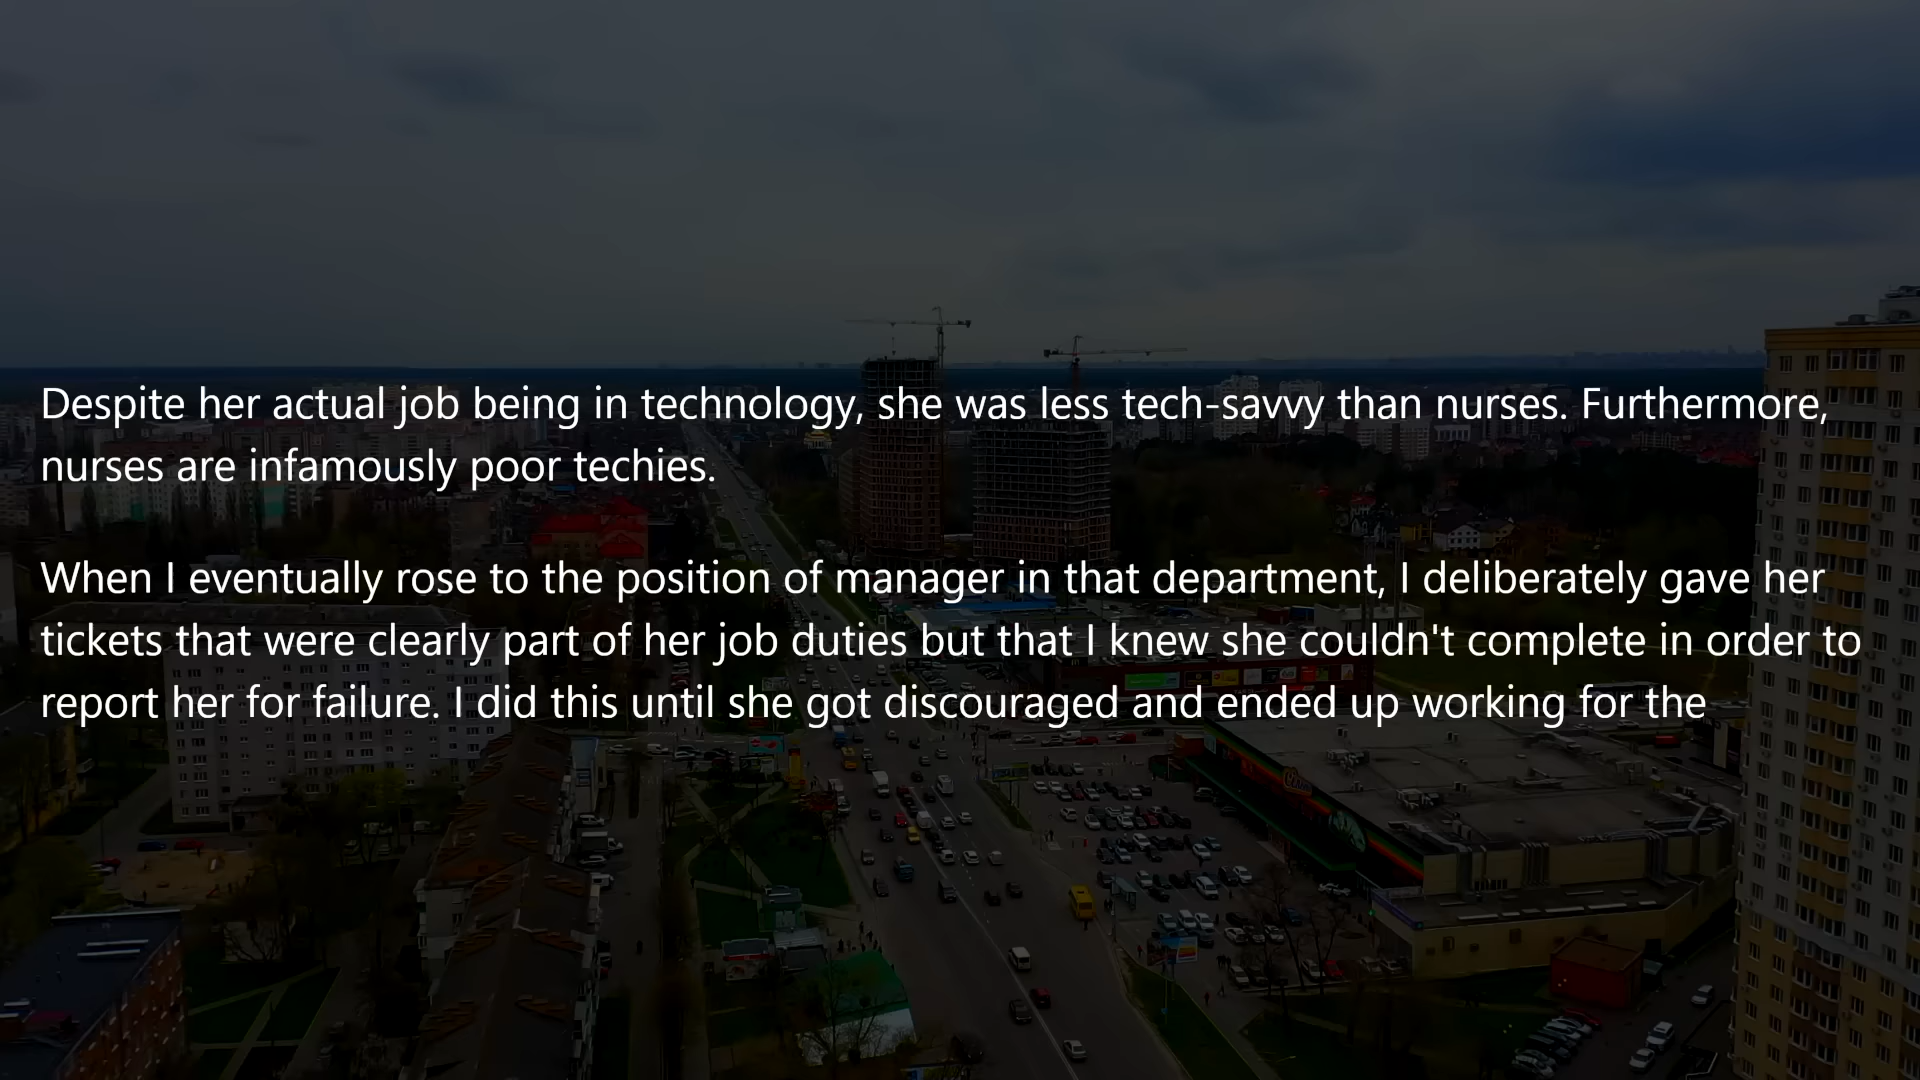 Despite her actual job being in technology, she was less tech-savvy than nurses. Furthermore,
nurses are infamously poor techies.
When I eventually rose to the position of manager in that department, I deliberately gave her
tickets that were clearly part of her job duties but that I knew she couldn't complete in order to
report her for failure. I did this until she got discouraged and ended up working for the